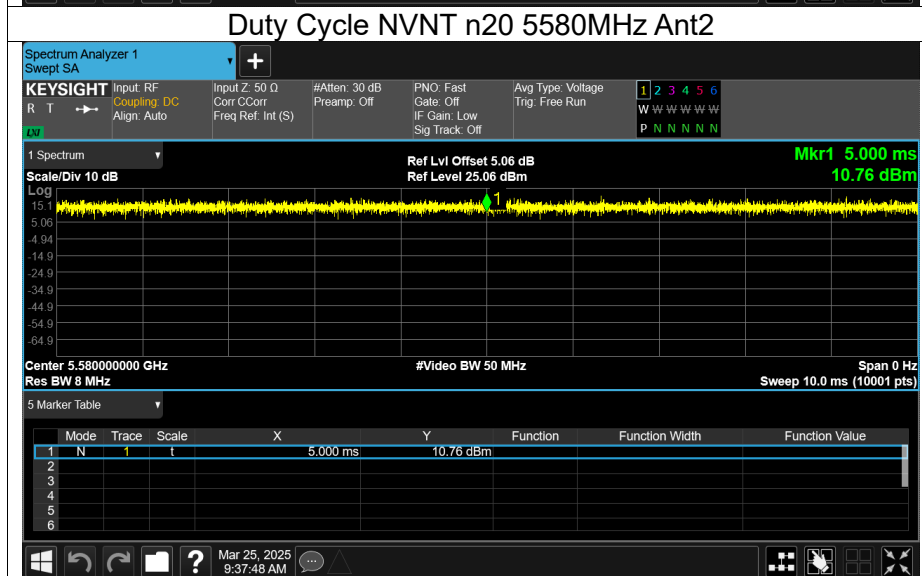 Duty Cycle NVNT n20 5580MHz Ant2
Spectrum Analyzer 1
Swept SA
+
KEYSIGHT
R T
LXI
Input: RF
Coupling: DC
Align: Auto
Input Z: 50 Ω
Corr CCorr
Freq Ref: Int (S)
#Atten: 30 dB
Preamp: Off
PNO: Fast
Gate: Off
IF Gain: Low
Sig Track: Off
Avg Type: Voltage
Trig: Free Run
1 2 3 4 5 6
W W W W W W
P N N N N N
1 Spectrum
Scale/Div 10 dB
Ref Lvl Offset 5.06 dB
Ref Level 25.06 dBm
Mkr1 5.000 ms
10.76 dBm
Log
15.1
5.06
-4.94
-14.9
-24.9
-34.9
-44.9
-54.9
-64.9
1
Center 5.580000000 GHz
Res BW 8 MHz
#Video BW 50 MHz
Span 0 Hz
Sweep 10.0 ms (10001 pts)
5 Marker Table
Mode Trace Scale X Y Function Function Width Function Value
1 N 1 t 5.000 ms 10.76 dBm
2
3
4
5
6
?
Mar 25, 2025
9:37:48 AM